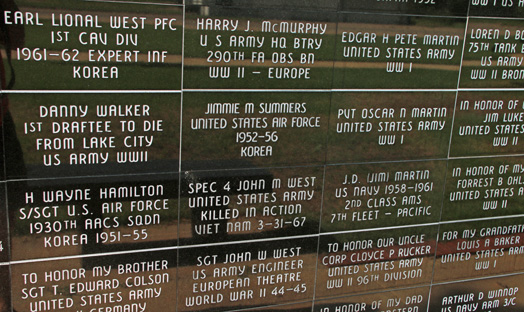 EARL LIONAL WEST PFC
1ST CAV DIV
1961-62 EXPERT INF
KOREA
HARRY J. McMURPHY
U S ARMY HQ BTRY
290TH FA OBS BN
WW II - EUROPE
EDGAR H PETE MARTIN
UNITED STATES ARMY
WW I
LOREN D
75TH TANK
US ARMY
WW II BRON
DANNY WALKER
1ST DRAFTEE TO DIE
FROM LAKE CITY
US ARMY WWII
JIMMIE M SUMMERS
UNITED STATES AIR FORCE
1952-56
KOREA
PVT OSCAR N MARTIN
UNITED STATES ARMY
WW I
IN HONOR OF
JIM LUKE
UNITED STATES
WW II
H WAYNE HAMILTON
S/SGT U.S. AIR FORCE
1930TH AACS SQDN
KOREA 1951-55
SPEC 4 JOHN M WEST
UNITED STATES ARMY
KILLED IN ACTION
VIET NAM 3-31-67
J.D. (JIM) MARTIN
US NAVY 1958-1961
2ND CLASS AMS
7TH FLEET - PACIFIC
IN HONOR OF MY
FORREST B OHL
UNITED STATES A
WW II
TO HONOR MY BROTHER
SGT T. EDWARD COLSON
UNITED STATES ARMY
GERMANY
SGT JOHN W WEST
US ARMY ENGINEER
EUROPEAN THEATRE
WORLD WAR II 44-45
TO HONOR OUR UNCLE
CORP CLOYCE P RUCKER
UNITED STATES ARMY
WW II 96TH DIVISION
FOR MY GRANDFA
LOUIS A BAKER
UNITED STATES ARMY
WW I
IN HONOR OF MY DAD
ARTHUR D WINNOP
US NAVY ARM 3/C